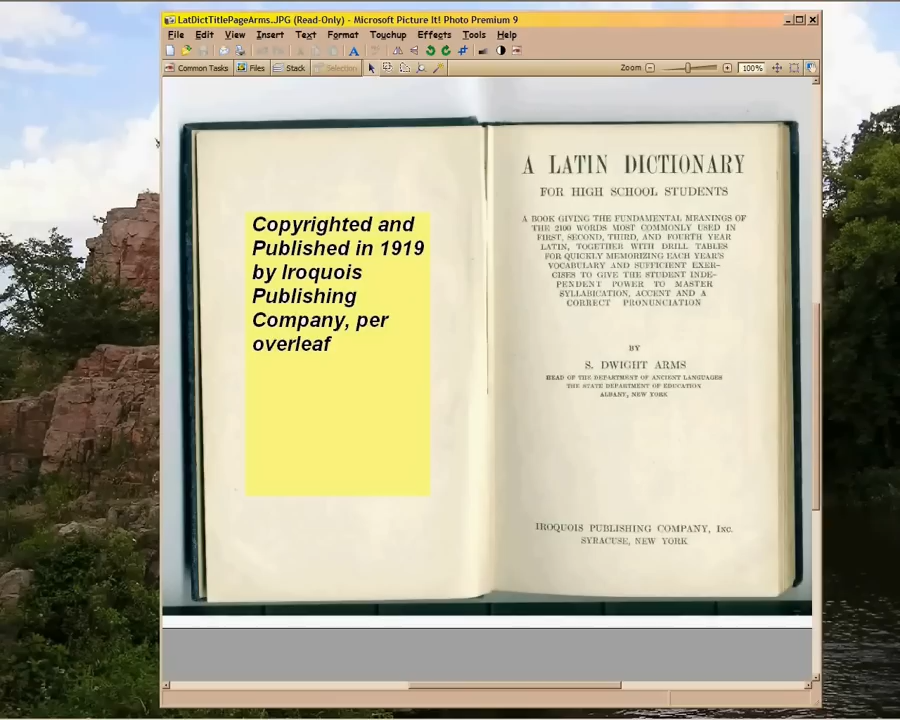 LatDictTitlePageArms.JPG (Read-Only) - Microsoft Picture It! Photo Premium 9
File Edit View Insert Text Format Touchup Effects Tools Help
Common Tasks Files Stack Selection Zoom 100%
Copyrighted and
Published in 1919
by Iroquois
Publishing
Company, per
overleaf
A LATIN DICTIONARY
FOR HIGH SCHOOL STUDENTS
A BOOK GIVING THE FUNDAMENTAL MEANINGS OF
THE 2100 WORDS MOST COMMONLY USED IN
FIRST, SECOND, THIRD, AND FOURTH YEAR
LATIN, TOGETHER WITH DRILL TABLES
FOR QUICKLY MEMORIZING EACH YEAR'S
VOCABULARY AND SUFFICIENT EXER-
CISES TO GIVE THE STUDENT INDE-
PENDENT POWER TO MASTER
SYLLABICATION, ACCENT AND A
CORRECT PRONUNCIATION
BY
S. DWIGHT ARMS
HEAD OF THE DEPARTMENT OF ANCIENT LANGUAGES
THE STATE DEPARTMENT OF EDUCATION
ALBANY, NEW YORK
IROQUOIS PUBLISHING COMPANY, INC.
SYRACUSE, NEW YORK